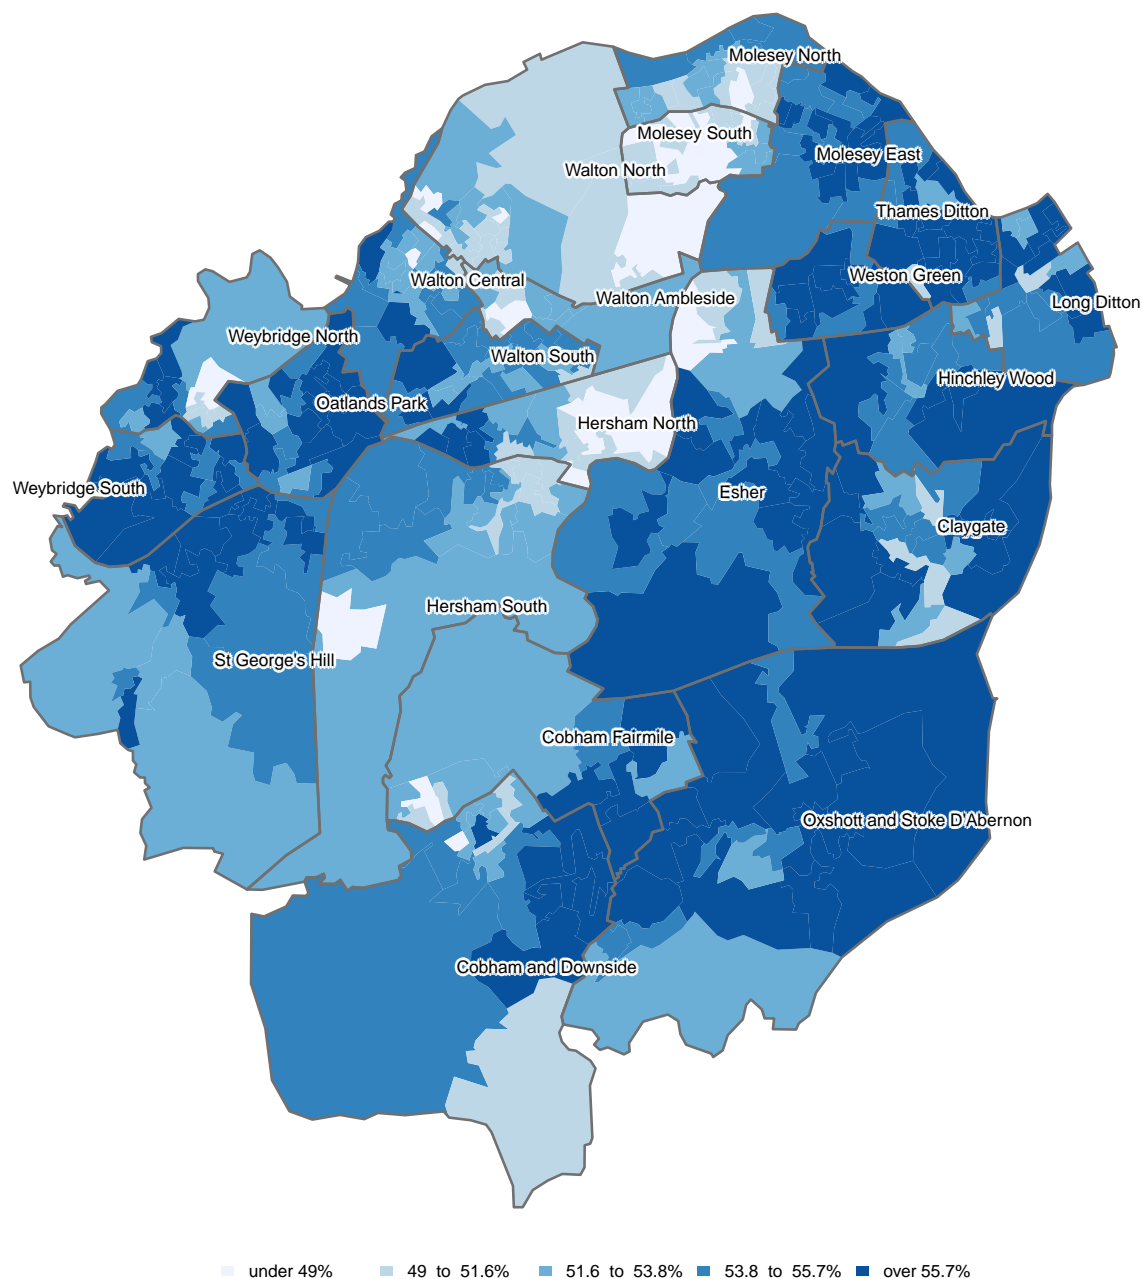 Molesey North
Molesey South
Molesey East
Walton North
Thames Ditton
Weston Green
Walton Central
Walton Ambleside
Long Ditton
Weybridge North
Walton South
Hinchley Wood
Oatlands Park
Hersham North
Weybridge South
Esher
Claygate
Hersham South
St George's Hill
Cobham Fairmile
Oxshott and Stoke D'Abernon
Cobham and Downside
under 49%
49 to 51.6%
51.6 to 53.8%
53.8 to 55.7%
over 55.7%